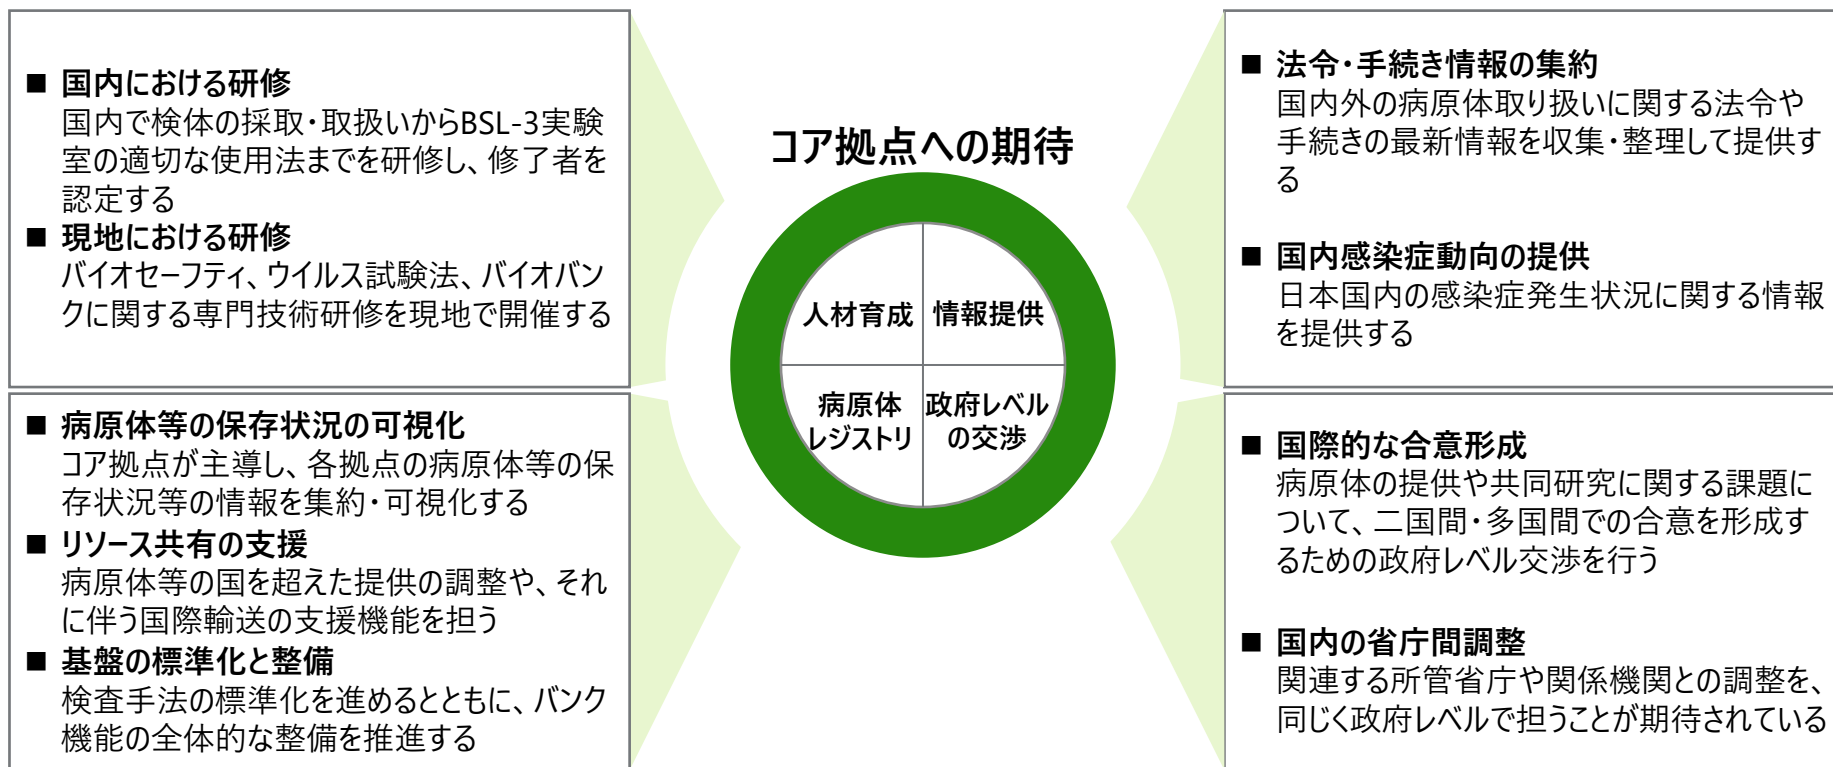 ■ 国内における研修
国内で検体の採取・取扱いからBSL-3実験
室の適切な使用法までを研修し、修了者を
認定する
■ 現地における研修
バイオセーフティ、ウイルス試験法、バイオバン
クに関する専門技術研修を現地で開催する
コア拠点への期待
人材育成
情報提供
病原体
レジストリ
政府レベル
の交渉
■ 法令・手続き情報の集約
国内外の病原体取り扱いに関する法令や
手続きの最新情報を収集・整理して提供す
る
■ 国内感染症動向の提供
日本国内の感染症発生状況に関する情報
を提供する
■ 病原体等の保存状況の可視化
コア拠点が主導し、各拠点の病原体等の保
存状況等の情報を集約・可視化する
■ リソース共有の支援
病原体等の国を超えた提供の調整や、それ
に伴う国際輸送の支援機能を担う
■ 基盤の標準化と整備
検査手法の標準化を進めるとともに、バンク
機能の全体的な整備を推進する
■ 国際的な合意形成
病原体の提供や共同研究に関する課題に
ついて、二国間・多国間での合意を形成す
るための政府レベル交渉を行う
■ 国内の省庁間調整
関連する所管省庁や関係機関との調整を、
同じく政府レベルで担うことが期待されている